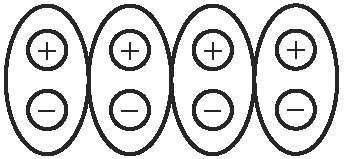 + + + +
− − − −